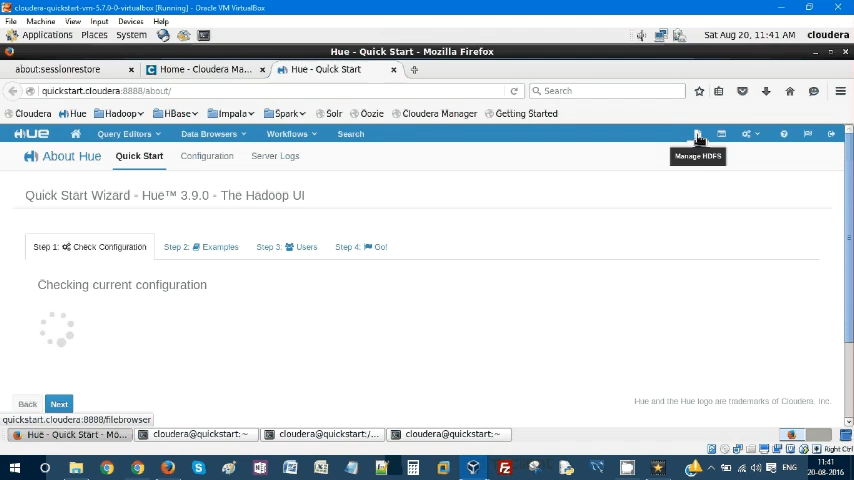 cloudera-quickstart-vm-5.7.0-0-virtualbox [Running] - Oracle VM VirtualBox
File Machine View Input Devices Help
Applications Places System Sat Aug 20, 11:41 AM cloudera
Hue - Quick Start - Mozilla Firefox
about:sessionrestore Home - Cloudera Ma... Hue - Quick Start
quickstart.cloudera:8888/about/ Search
Cloudera Hue Hadoop HBase Impala Spark Solr Oozie Cloudera Manager Getting Started
HUE Query Editors Data Browsers Workflows Search
About Hue Quick Start Configuration Server Logs Manage HDFS
Quick Start Wizard - Hue™ 3.9.0 - The Hadoop UI
Step 1: Check Configuration Step 2: Examples Step 3: Users Step 4: Go!
Checking current configuration
Back Next Hue and the Hue logo are trademarks of Cloudera, Inc.
quickstart.cloudera:8888/filebrowser
Hue - Quick Start - Mo... cloudera@quickstart:~ cloudera@quickstart:/... cloudera@quickstart:~
Right Ctrl
ENG 11:41
20-08-2016